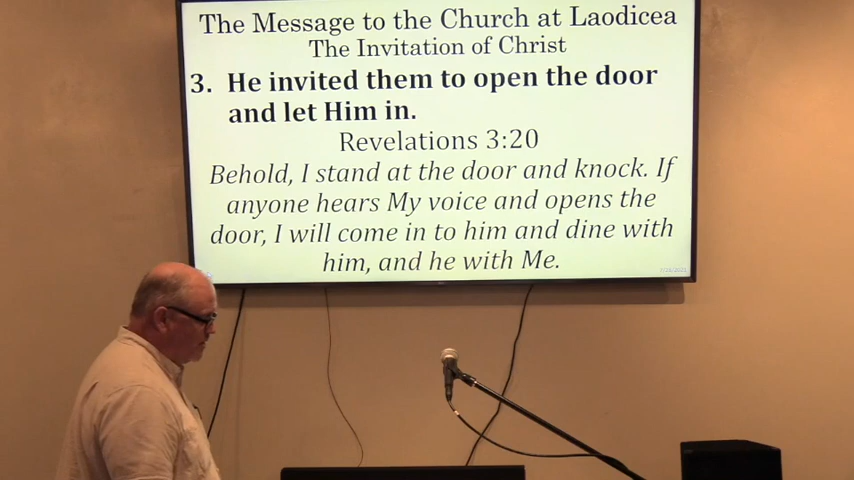 The Message to the Church at Laodicea
The Invitation of Christ
3. He invited them to open the door
and let Him in.
Revelations 3:20
Behold, I stand at the door and knock. If
anyone hears My voice and opens the
door, I will come in to him and dine with
him, and he with Me.